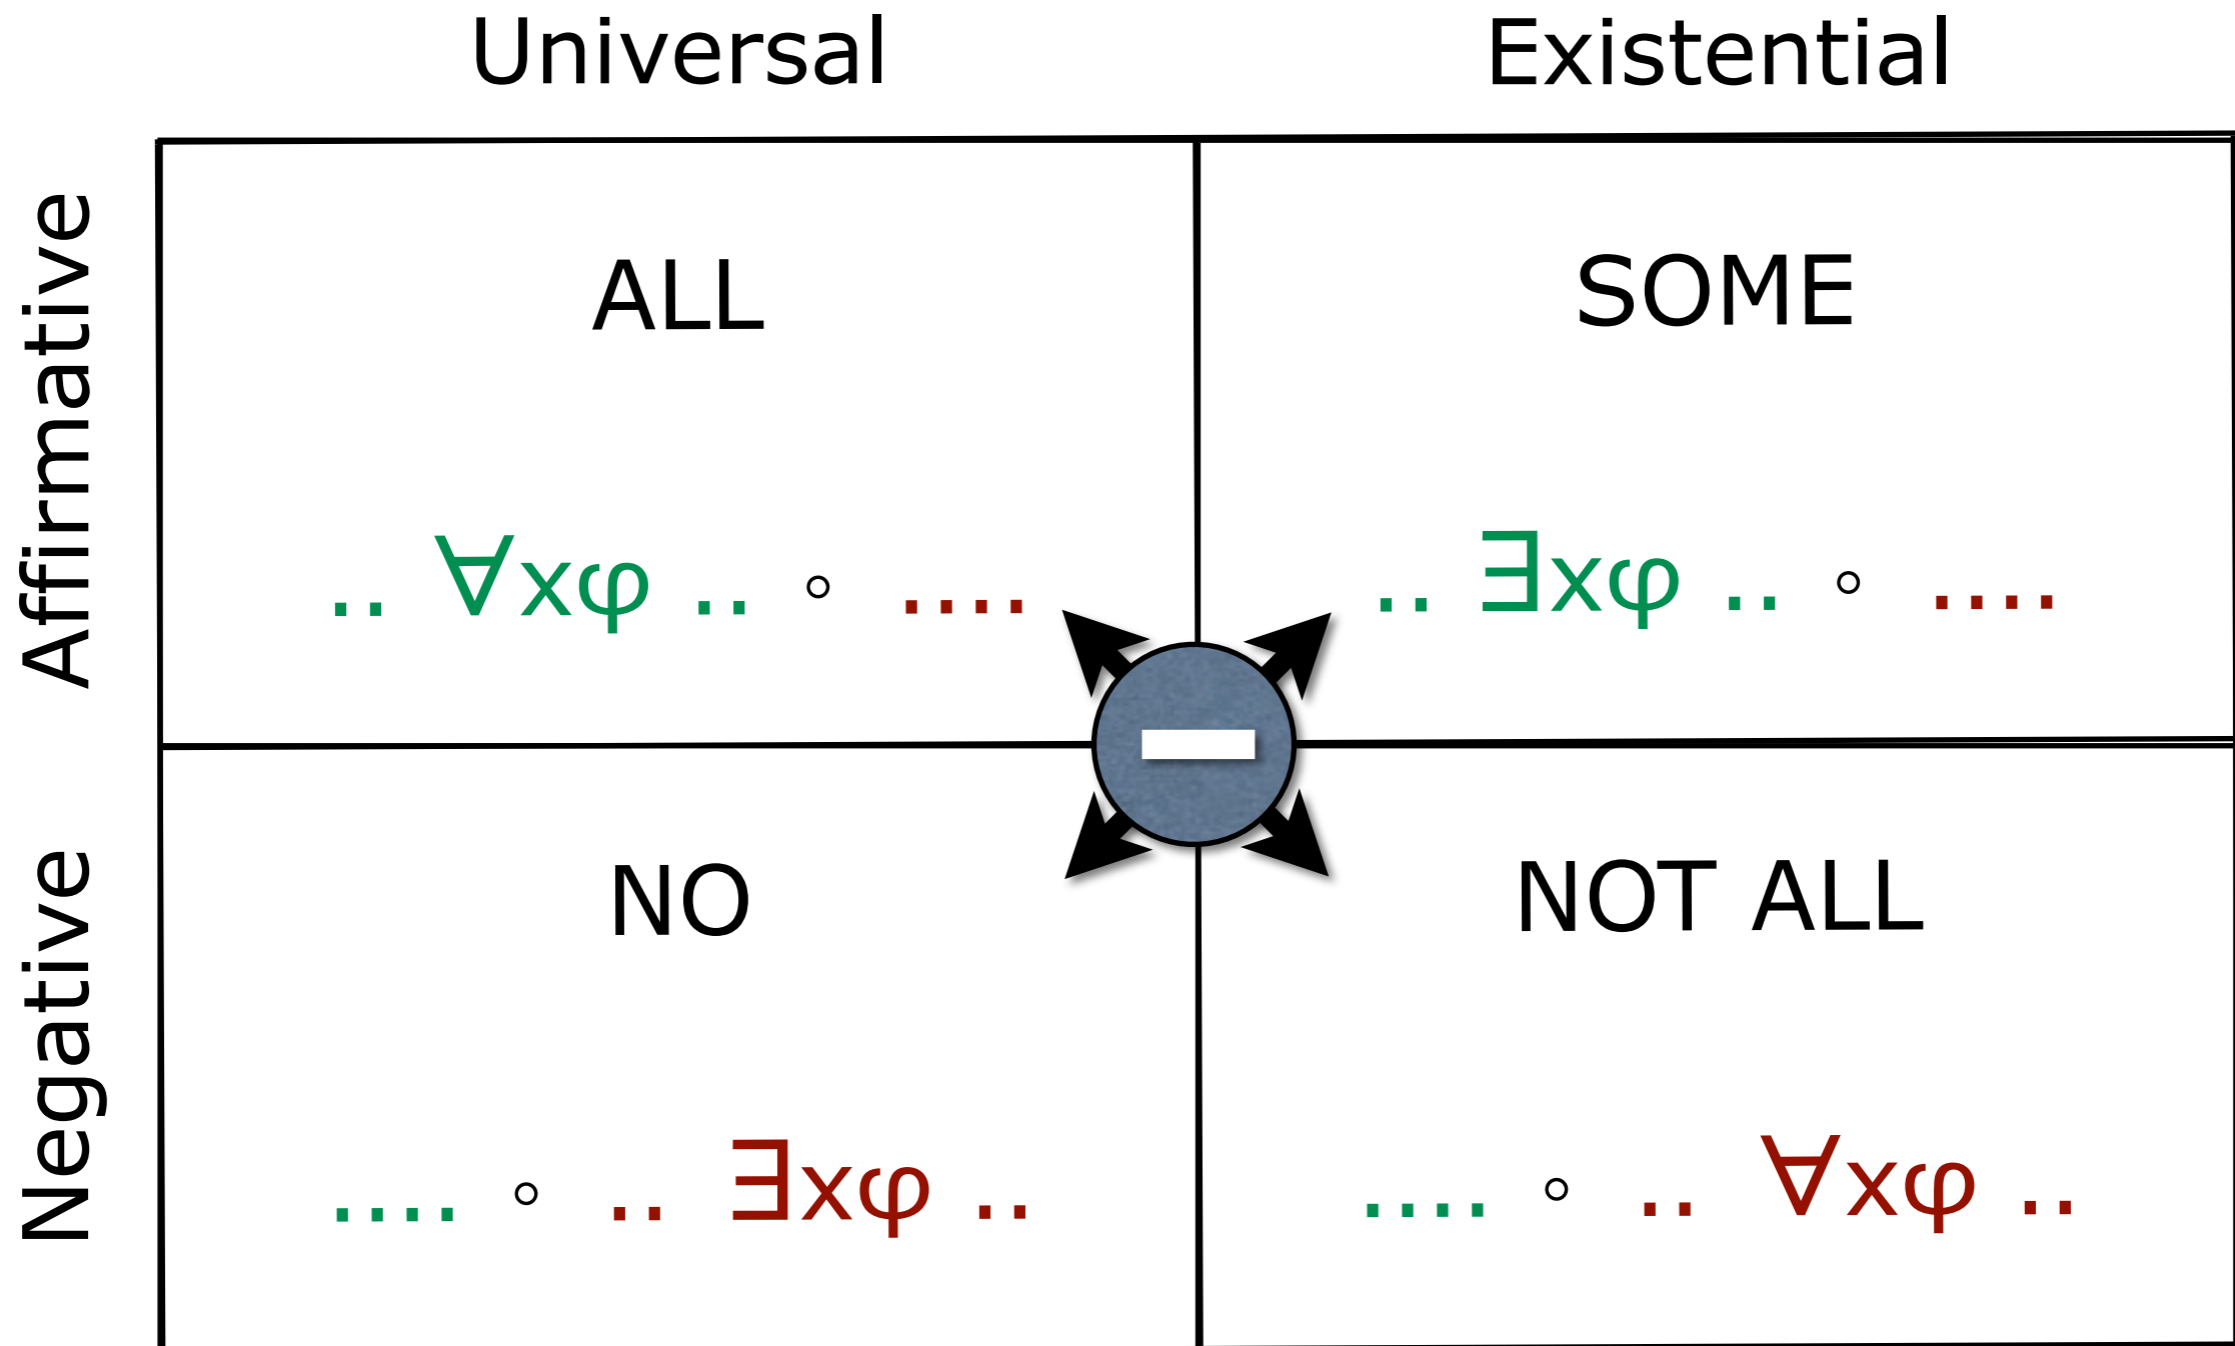 Universal Existential
Affirmative
ALL SOME
.. ∀xφ .. ∘ .... .. ∃xφ .. ∘ ....
–
Negative
NO NOT ALL
.... ∘ .. ∃xφ .. .... ∘ .. ∀xφ ..